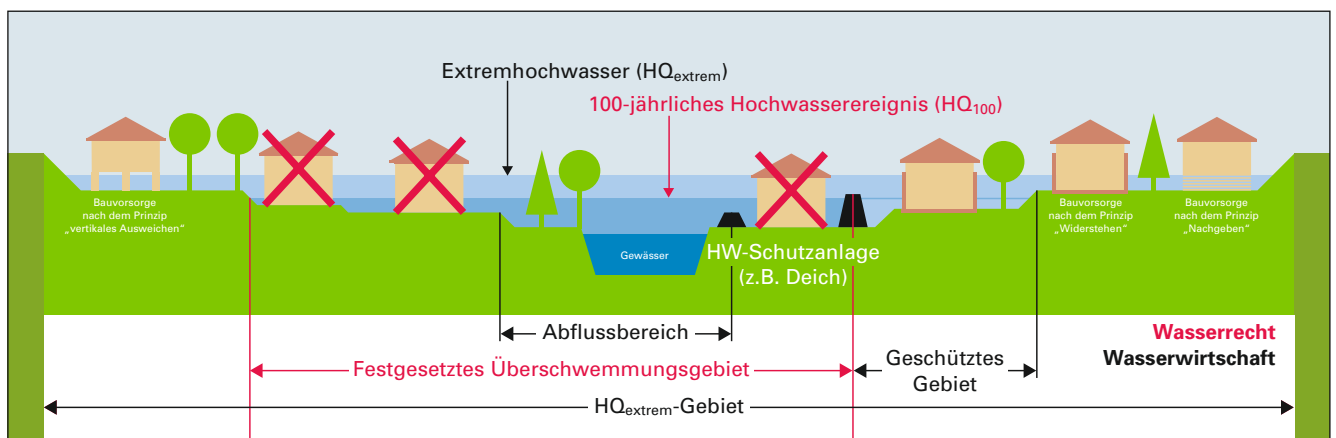 Extremhochwasser (HQextrem)
100-jährliches Hochwasserereignis (HQ100)
Bauvorsorge
nach dem Prinzip
„vertikales Ausweichen“
Bauvorsorge
nach dem Prinzip
„Widerstehen“
Bauvorsorge
nach dem Prinzip
„Nachgeben“
Gewässer
HW-Schutzanlage
(z.B. Deich)
Abflussbereich
Wasserrecht
Wasserwirtschaft
Festgesetztes Überschwemmungsgebiet
Geschütztes
Gebiet
HQextrem-Gebiet